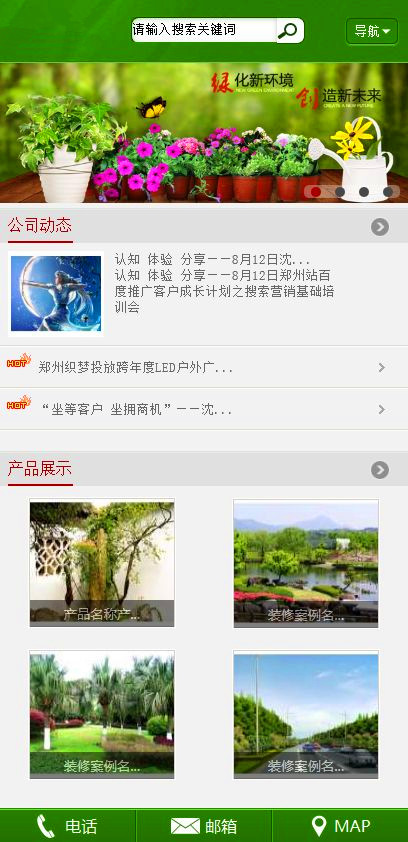 请输入搜索关键词
导航
绿化新环境
NEW GREEN ENVIRONMENT
创造新未来
CREATE A NEW FUTURE
公司动态
认知 体验 分享——8月12日沈...
认知 体验 分享——8月12日郑州站百
度推广客户成长计划之搜索营销基础培
训会
HOT
郑州织梦投放跨年度LED户外广...
HOT
“坐等客户 坐拥商机”——沈...
产品展示
产品名称产...
装修案例名...
装修案例名...
装修案例名...
电话
邮箱
MAP